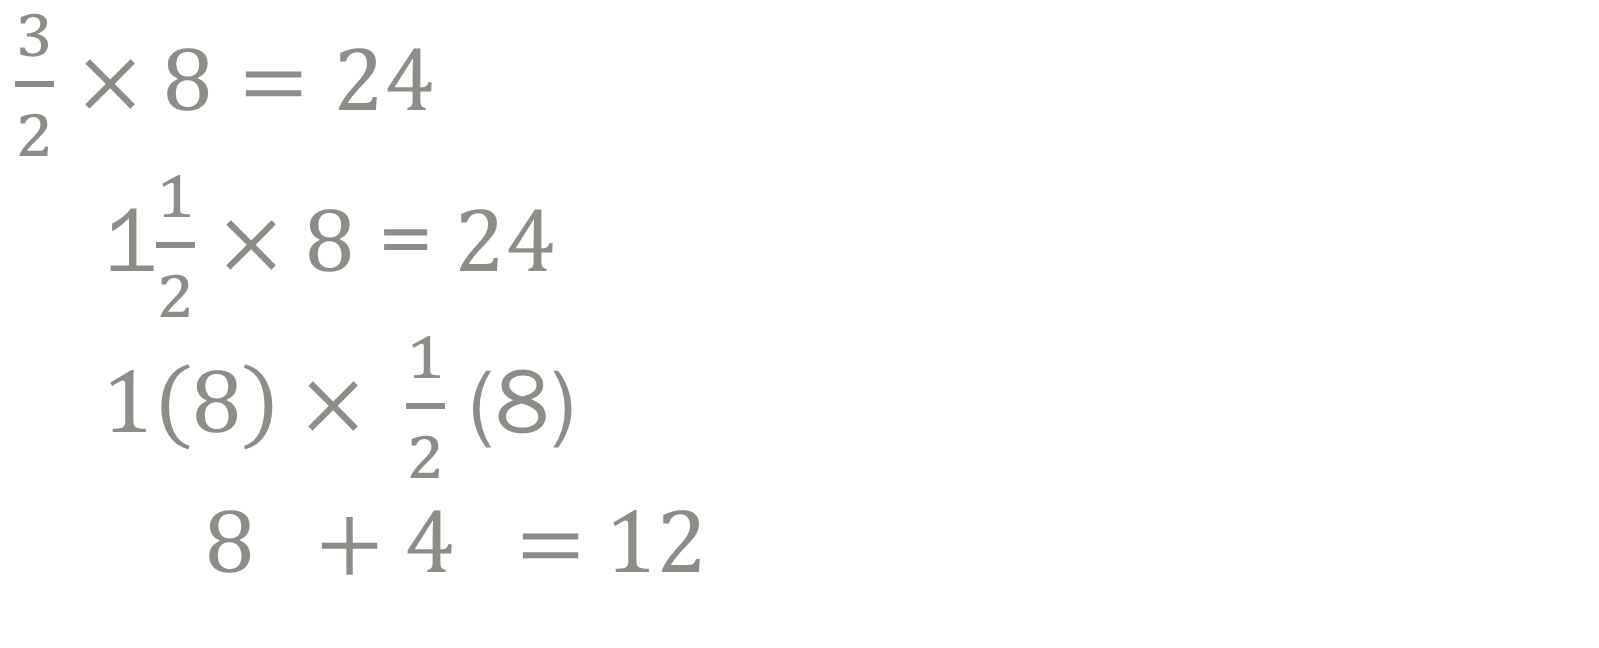 3/2 × 8 = 24
1 1/2 × 8 = 24
1(8) × 1/2 (8)
8 + 4 = 12